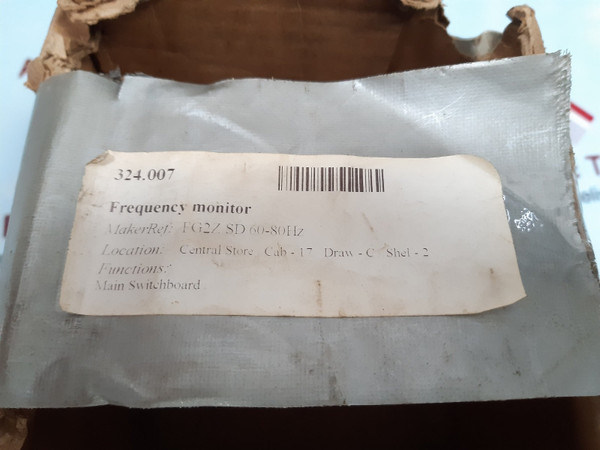 324.007
Frequency monitor
MakerRef: FG2Z SD 60-80Hz
Location: Central Store Cab - 17 Draw - C Shel - 2
Functions:
Main Switchboard